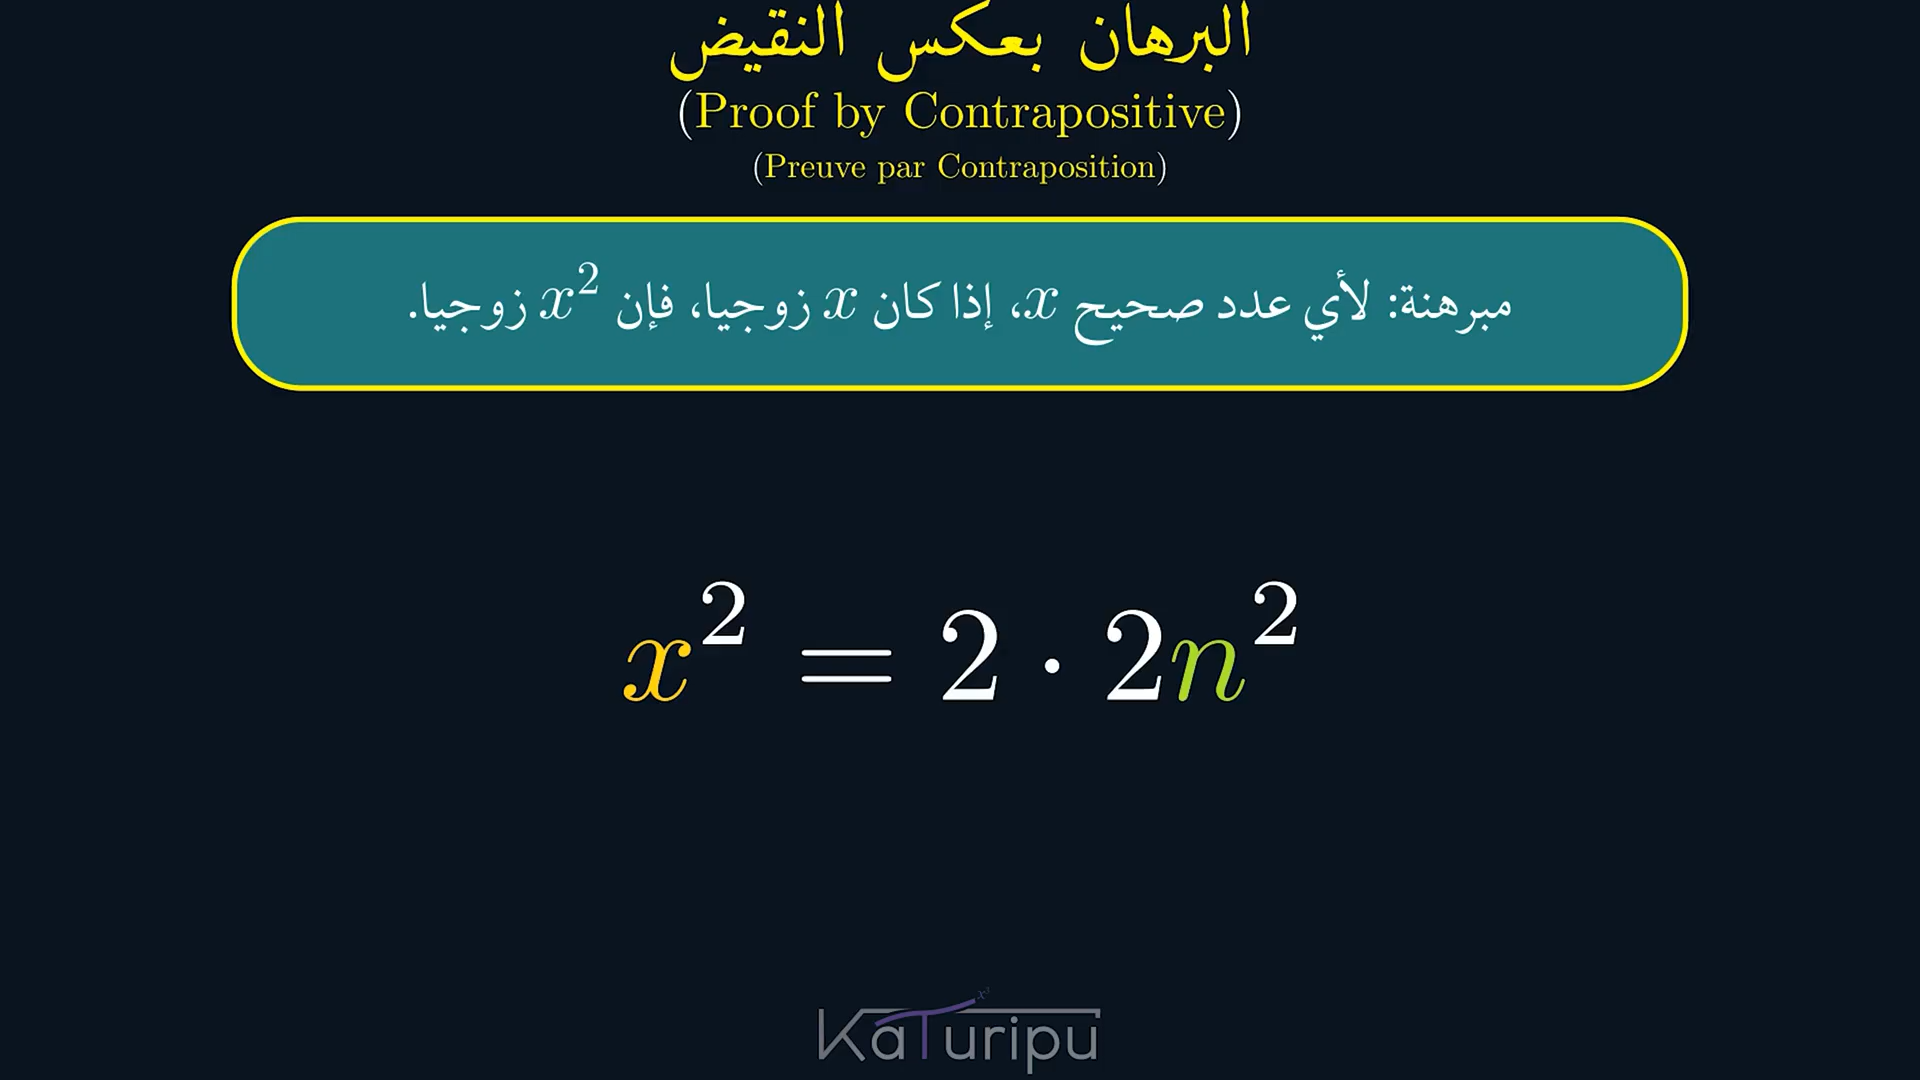 البرهان بعكس النقيض
(Proof by Contrapositive)
(Preuve par Contraposition)
مبرهنة: لأي عدد صحيح x، إذا كان x زوجيا، فإن x² زوجيا.
x² = 2 · 2n²
KaTuripu